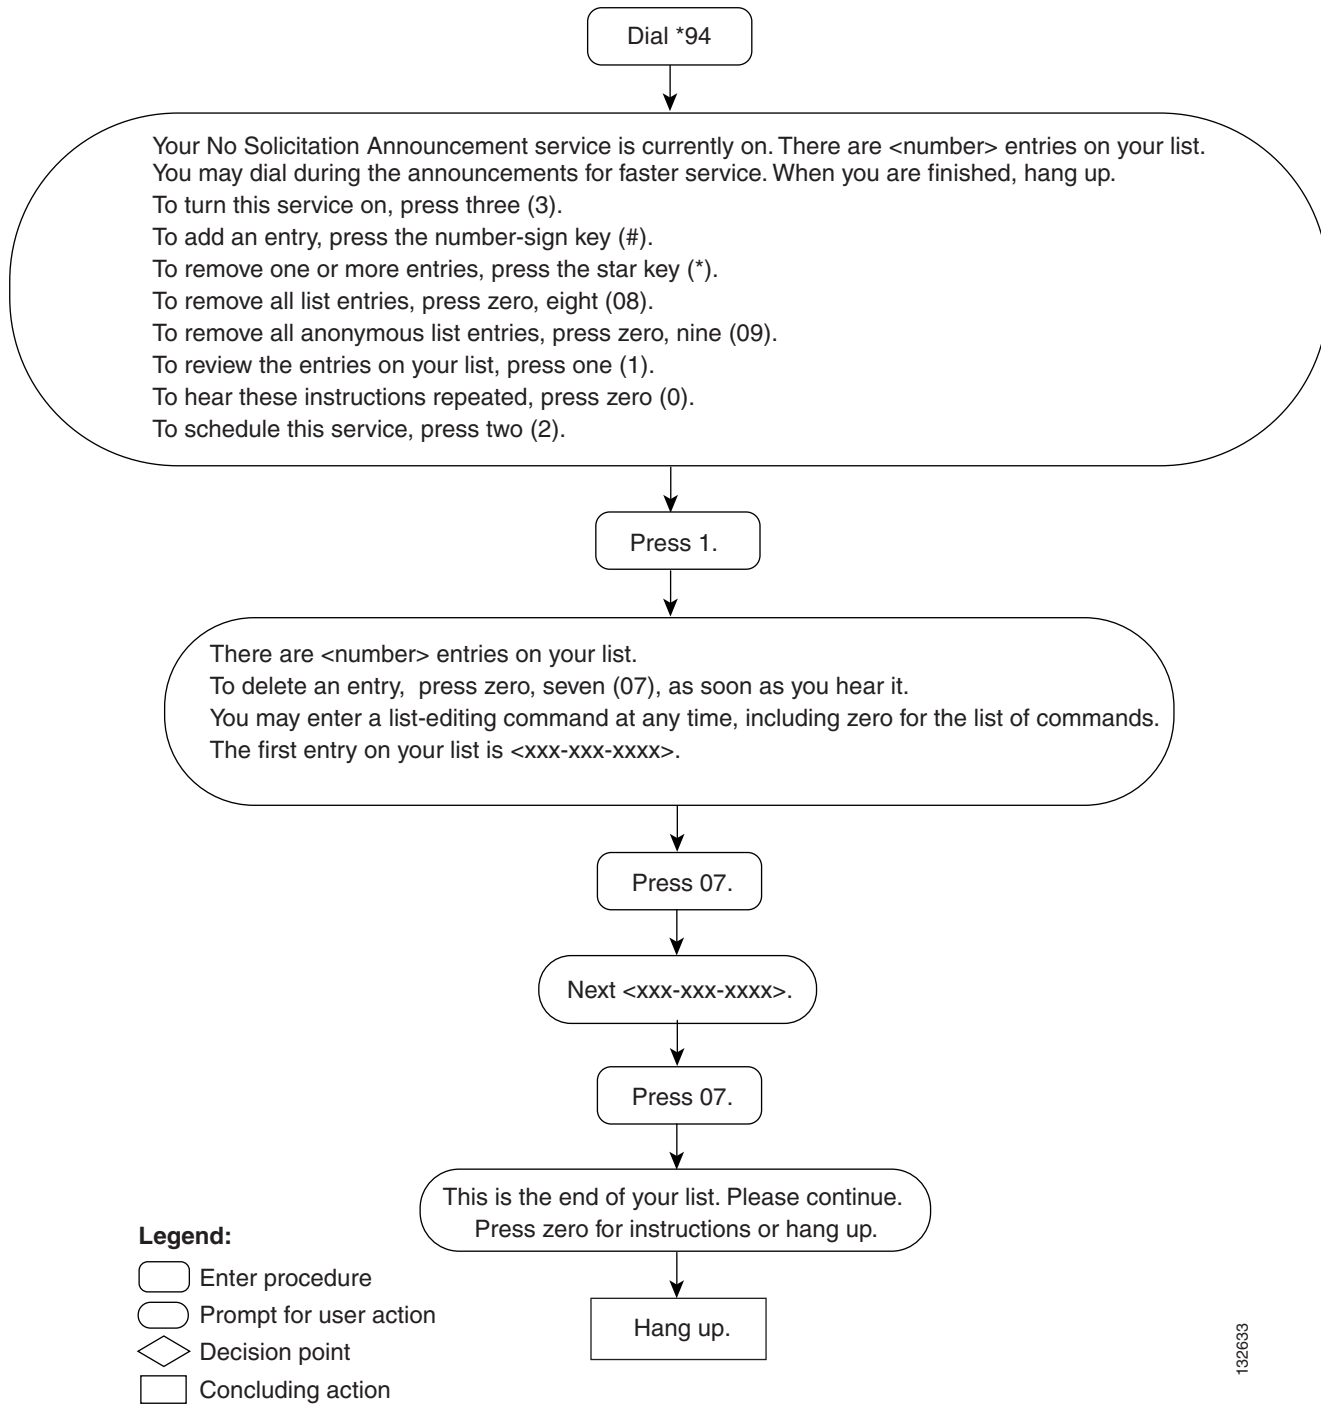 Dial *94
Your No Solicitation Announcement service is currently on. There are <number> entries on your list.
You may dial during the announcements for faster service. When you are finished, hang up.
To turn this service on, press three (3).
To add an entry, press the number-sign key (#).
To remove one or more entries, press the star key (*).
To remove all list entries, press zero, eight (08).
To remove all anonymous list entries, press zero, nine (09).
To review the entries on your list, press one (1).
To hear these instructions repeated, press zero (0).
To schedule this service, press two (2).
Press 1.
There are <number> entries on your list.
To delete an entry, press zero, seven (07), as soon as you hear it.
You may enter a list-editing command at any time, including zero for the list of commands.
The first entry on your list is <xxx-xxx-xxxx>.
Press 07.
Next <xxx-xxx-xxxx>.
Press 07.
This is the end of your list. Please continue.
Press zero for instructions or hang up.
Hang up.
Legend:
Enter procedure
Prompt for user action
Decision point
Concluding action
132633